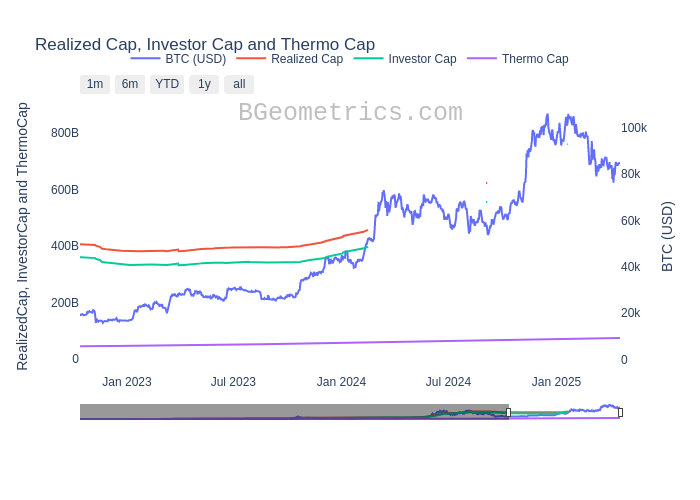 Realized Cap, Investor Cap and Thermo Cap
BTC (USD) Realized Cap Investor Cap Thermo Cap
1m 6m YTD 1y all
BGeometrics.com
RealizedCap, InvestorCap and ThermoCap
800B
600B
400B
200B
0
100k
80k
60k
40k
20k
0
BTC (USD)
Jan 2023 Jul 2023 Jan 2024 Jul 2024 Jan 2025